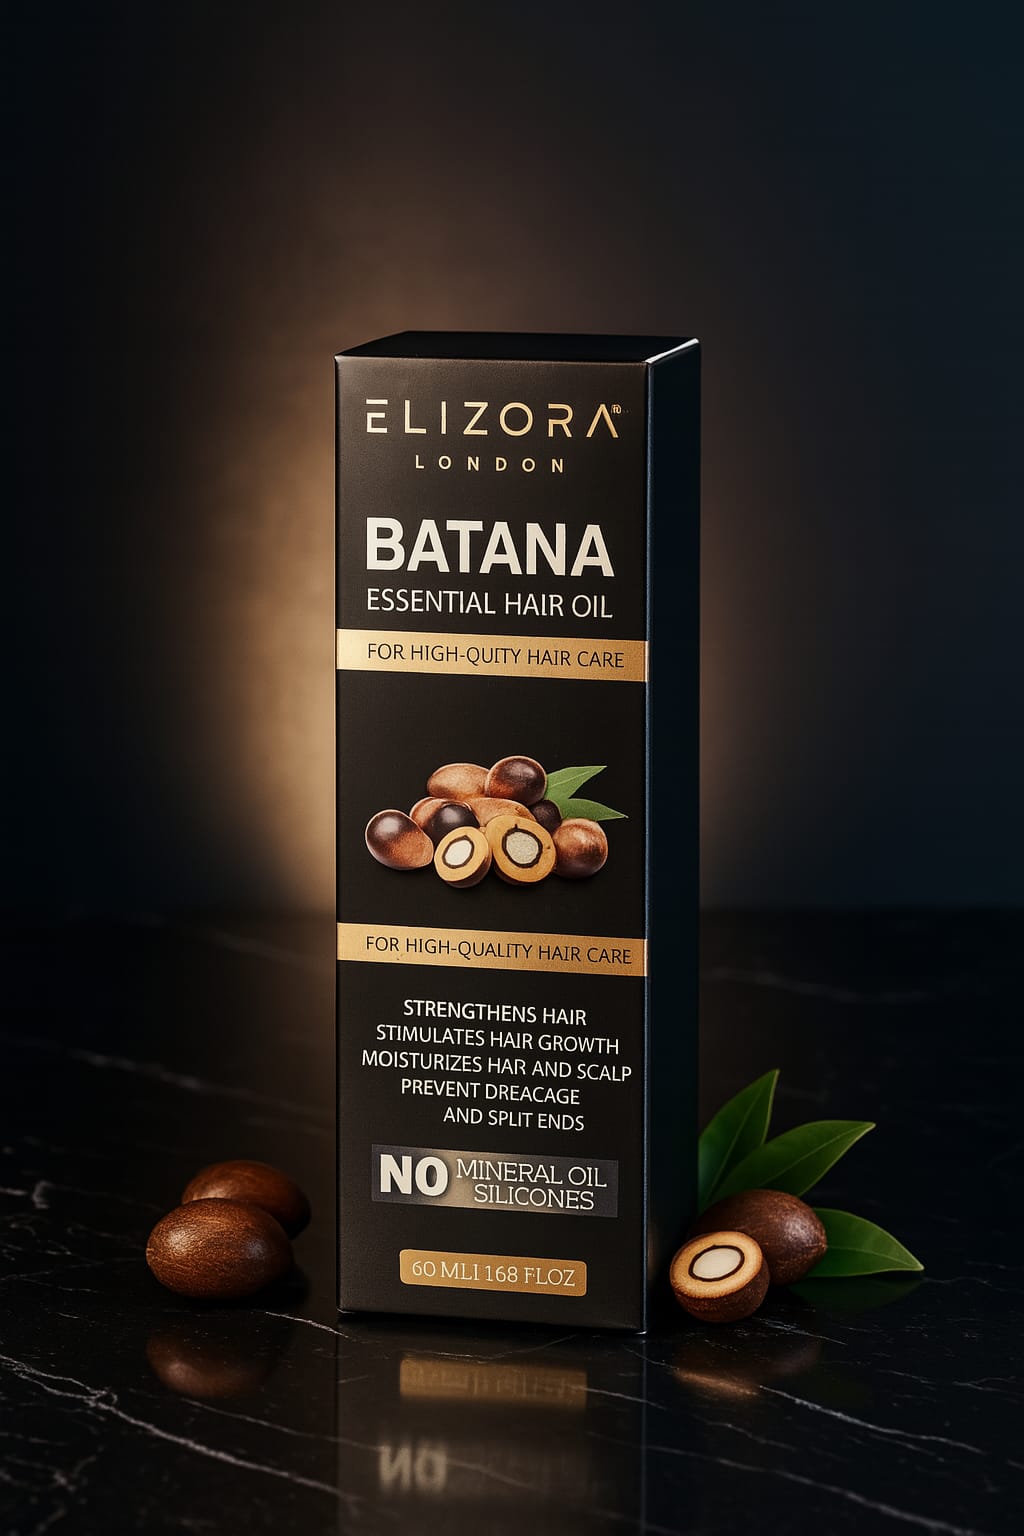 ELIZORA®
LONDON
BATANA
ESSENTIAL HAIR OIL
FOR HIGH-QUITY HAIR CARE
FOR HIGH-QUALITY HAIR CARE
STRENGTHENS HAIR
STIMULATES HAIR GROWTH
MOISTURIZES HAR AND SCALP
PREVENT DREACAGE
AND SPLIT ENDS
NO MINERAL OIL
SILICONES
60 MLI 168 FLOZ